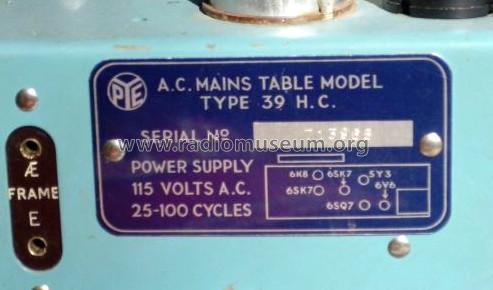 PYE
A.C. MAINS TABLE MODEL
TYPE 39 H.C.
SERIAL Nº
www.radiomuseum.org
POWER SUPPLY
115 VOLTS A.C.
25-100 CYCLES
6K8 6SK7 5Y3
6SK7 6 6V6
6SQ7
Æ
FRAME
E